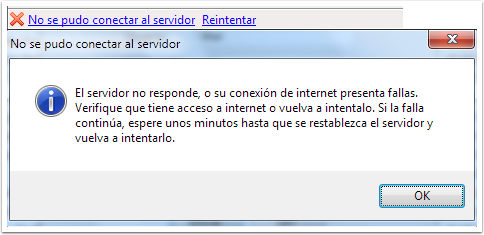 No se pudo conectar al servidor Reintentar
No se pudo conectar al servidor
El servidor no responde, o su conexión de internet presenta fallas.
Verifique que tiene acceso a internet o vuelva a intentalo. Si la falla
continúa, espere unos minutos hasta que se restablezca el servidor y
vuelva a intentarlo.
OK